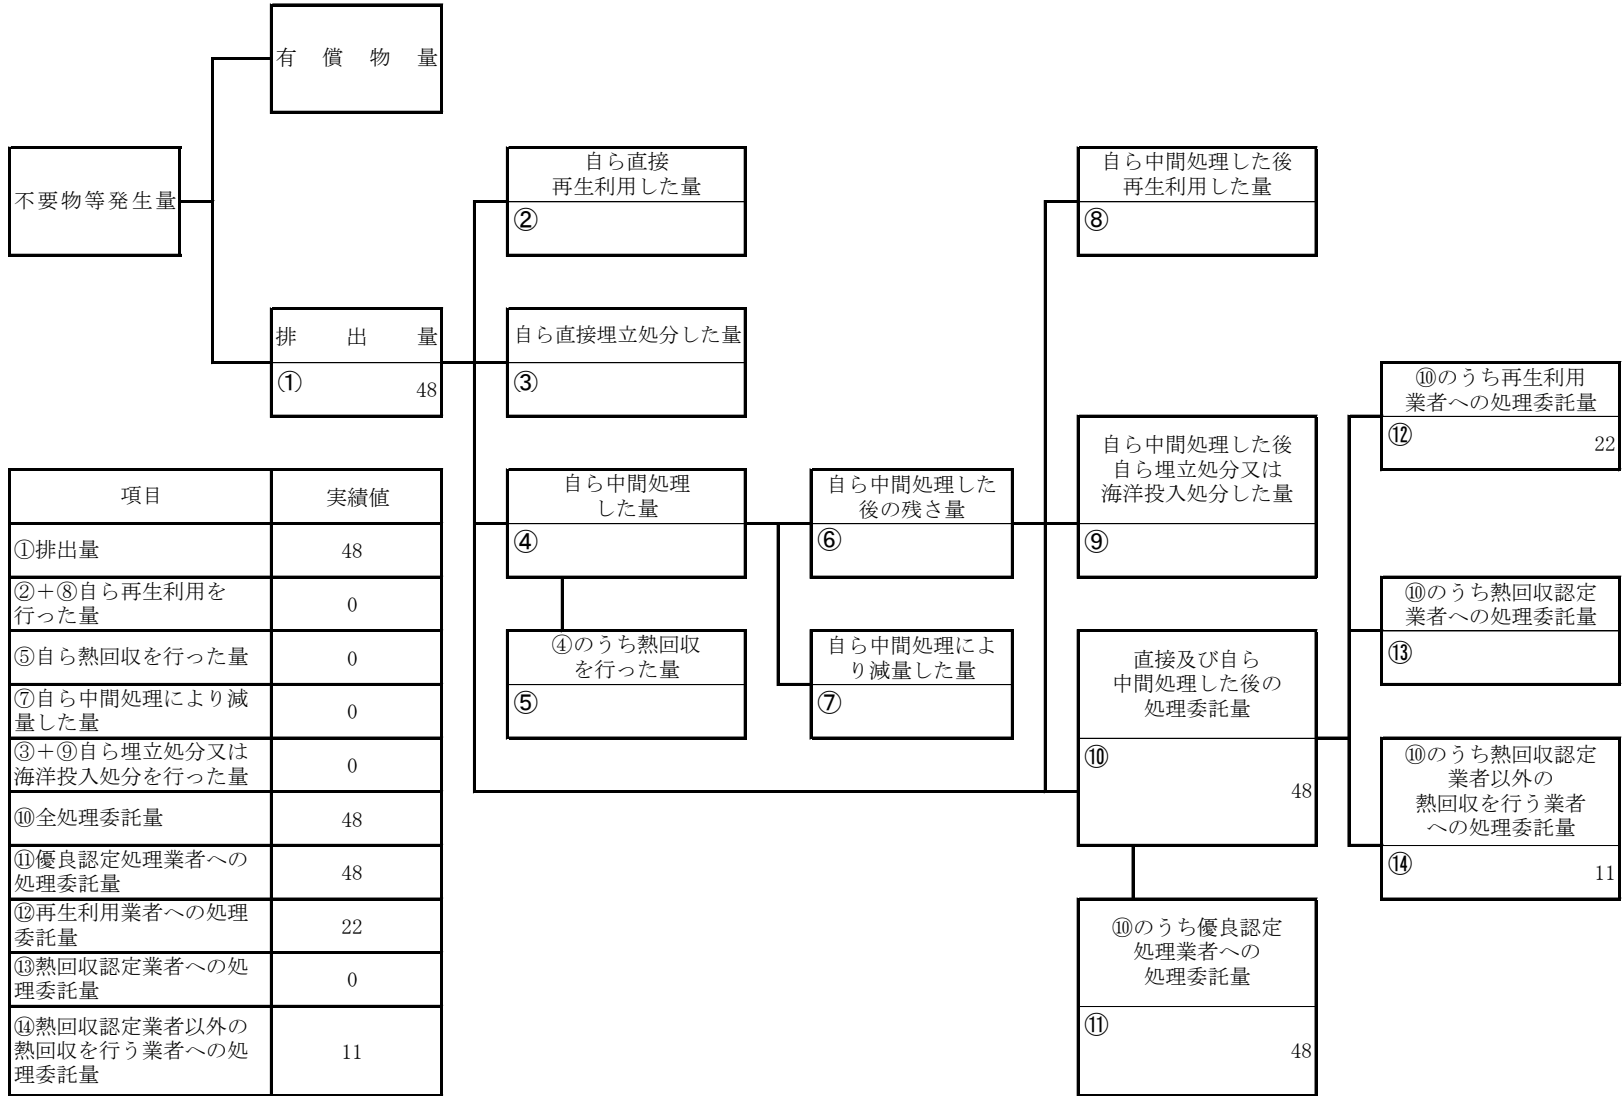 有償物量
不要物等発生量
自ら直接
再生利用した量
②
自ら中間処理した後
再生利用した量
⑧
排出量
① 48
自ら直接埋立処分した量
③
⑩のうち再生利用
業者への処理委託量
⑫ 22
自ら中間処理した後
自ら埋立処分又は
海洋投入処分した量
⑨
自ら中間処理
した量
④
自ら中間処理した
後の残さ量
⑥
⑩のうち熱回収認定
業者への処理委託量
⑬
④のうち熱回収
を行った量
⑤
自ら中間処理によ
り減量した量
⑦
直接及び自ら
中間処理した後の
処理委託量
⑩
48
⑩のうち熱回収認定
業者以外の
熱回収を行う業者
への処理委託量
⑭ 11
⑩のうち優良認定
処理業者への
処理委託量
⑪
48
項目 実績値
①排出量 48
②＋⑧自ら再生利用を
行った量 0
⑤自ら熱回収を行った量 0
⑦自ら中間処理により減
量した量 0
③＋⑨自ら埋立処分又は
海洋投入処分を行った量 0
⑩全処理委託量 48
⑪優良認定処理業者への
処理委託量 48
⑫再生利用業者への処理
委託量 22
⑬熱回収認定業者への処
理委託量 0
⑭熱回収認定業者以外の
熱回収を行う業者への処 11
理委託量